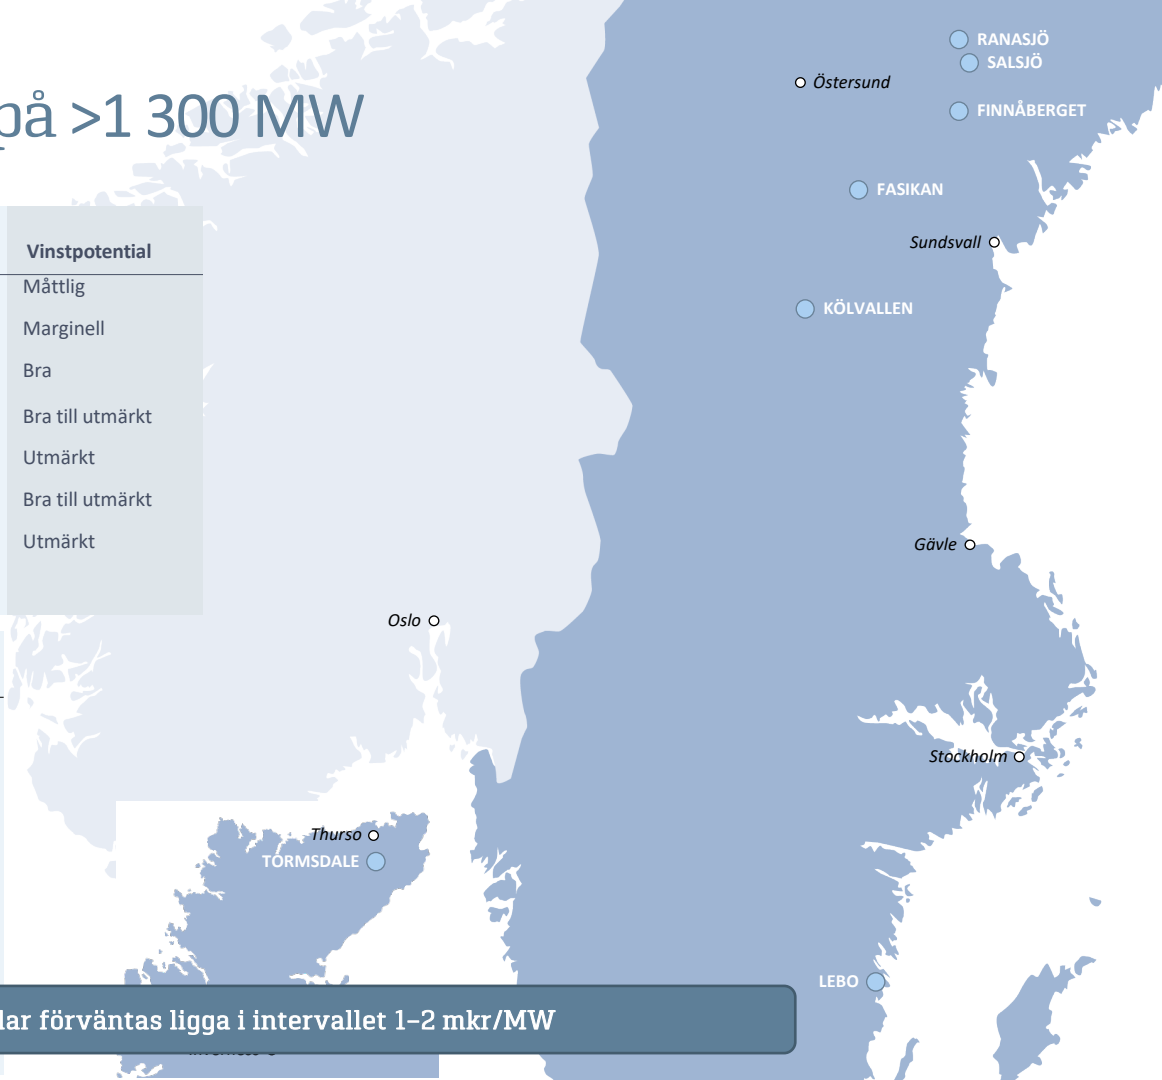 RANASJÖ
SALSJÖ
Östersund
på >1 300 MW
FINNÅBERGET
FASIKAN
Sundsvall
Vinstpotential
Måttlig
KÖLVALLEN
Marginell
Bra
Bra till utmärkt
Utmärkt
Bra till utmärkt
Utmärkt
Gävle
Oslo
Stockholm
Thurso
TORMSDALE
LEBO
lar förväntas ligga i intervallet 1–2 mkr/MW